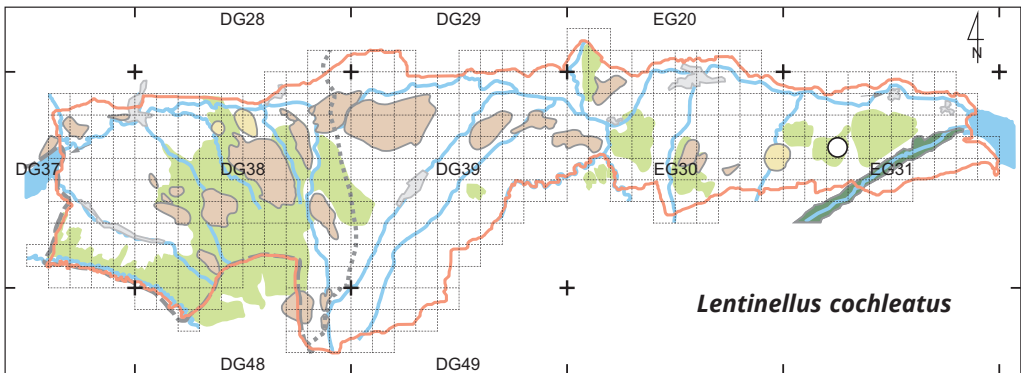 DG28 DG29 EG20
N
DG37 DG38 DG39 EG30 EG31
Lentinellus cochleatus
DG48 DG49